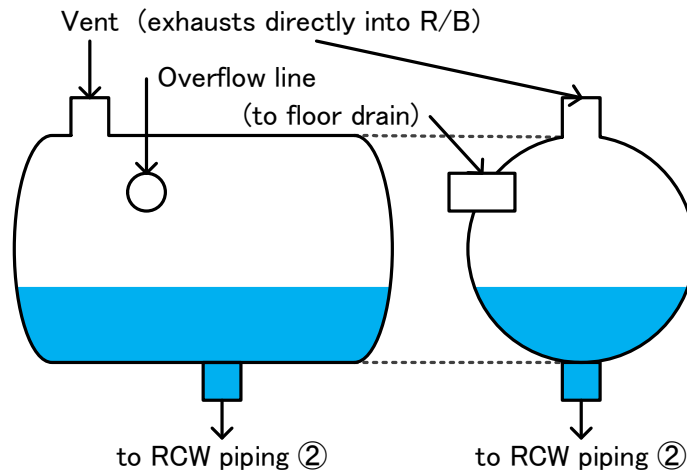 Vent (exhausts directly into R/B)
Overflow line
(to floor drain)
to RCW piping ②
to RCW piping ②